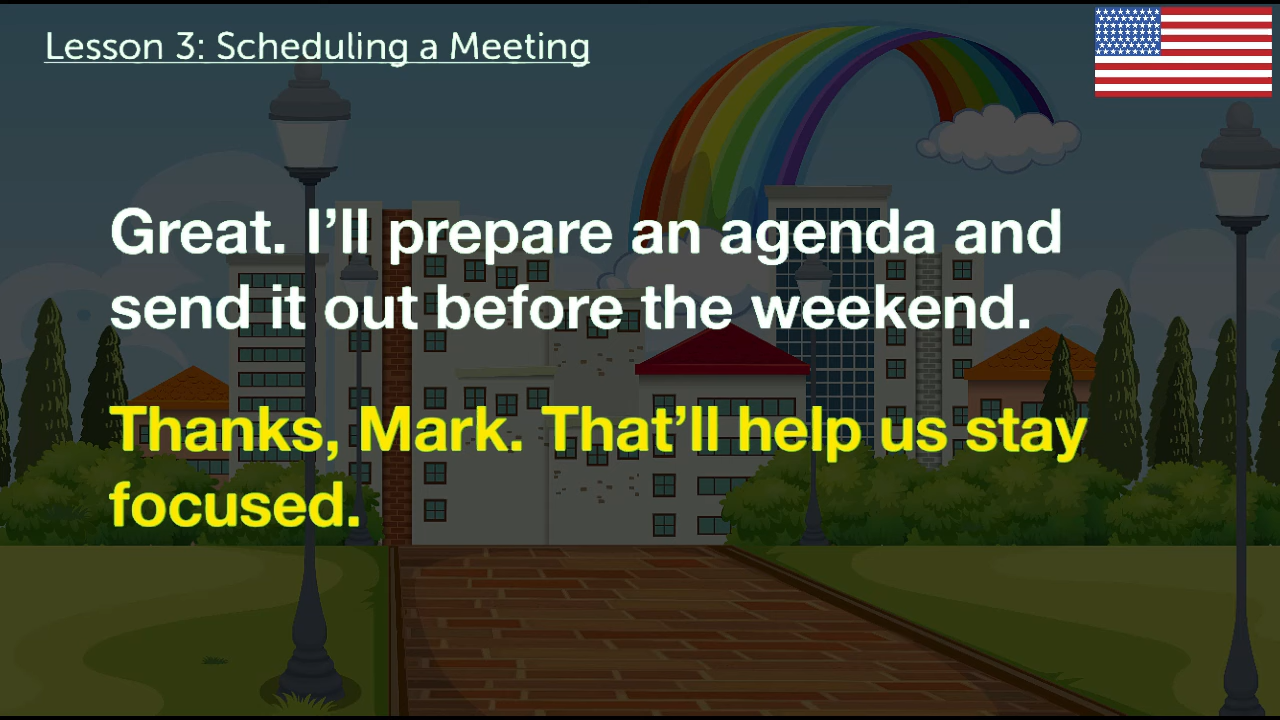 Lesson 3: Scheduling a Meeting
Great. I’ll prepare an agenda and
send it out before the weekend.
Thanks, Mark. That’ll help us stay
focused.